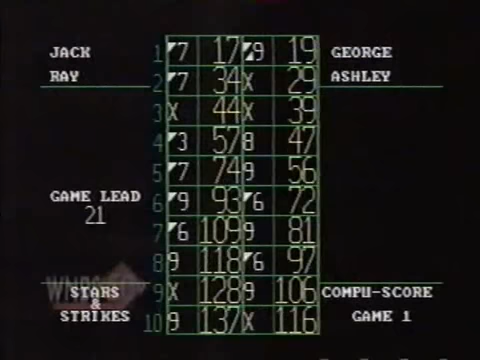 JACK 1 7 17 9 19 GEORGE
RAY 2 7 34 X 29 ASHLEY
3 X 44 X 39
4 3 57 8 47
5 7 74 9 56
GAME LEAD 6 9 93 6 72
21 7 6 109 9 81
8 9 118 6 97
STARS 9 X 128 9 106 COMPU-SCORE
&
STRIKES 10 9 137 X 116 GAME 1